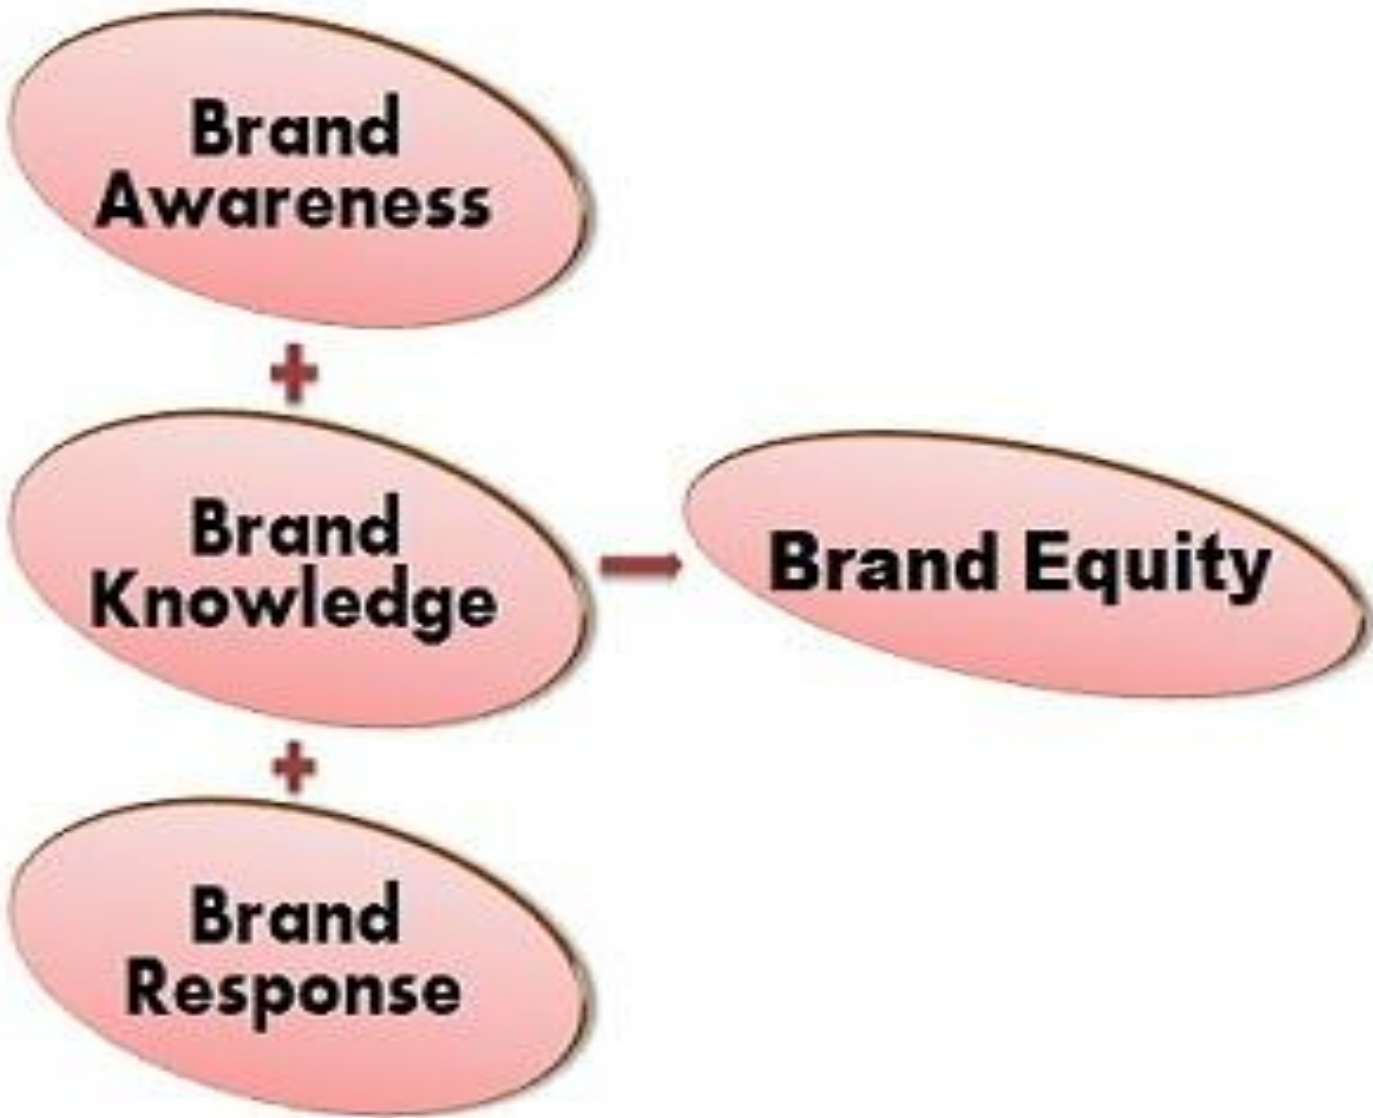 Brand
Awareness
+
Brand
Knowledge
Brand Equity
+
Brand
Response